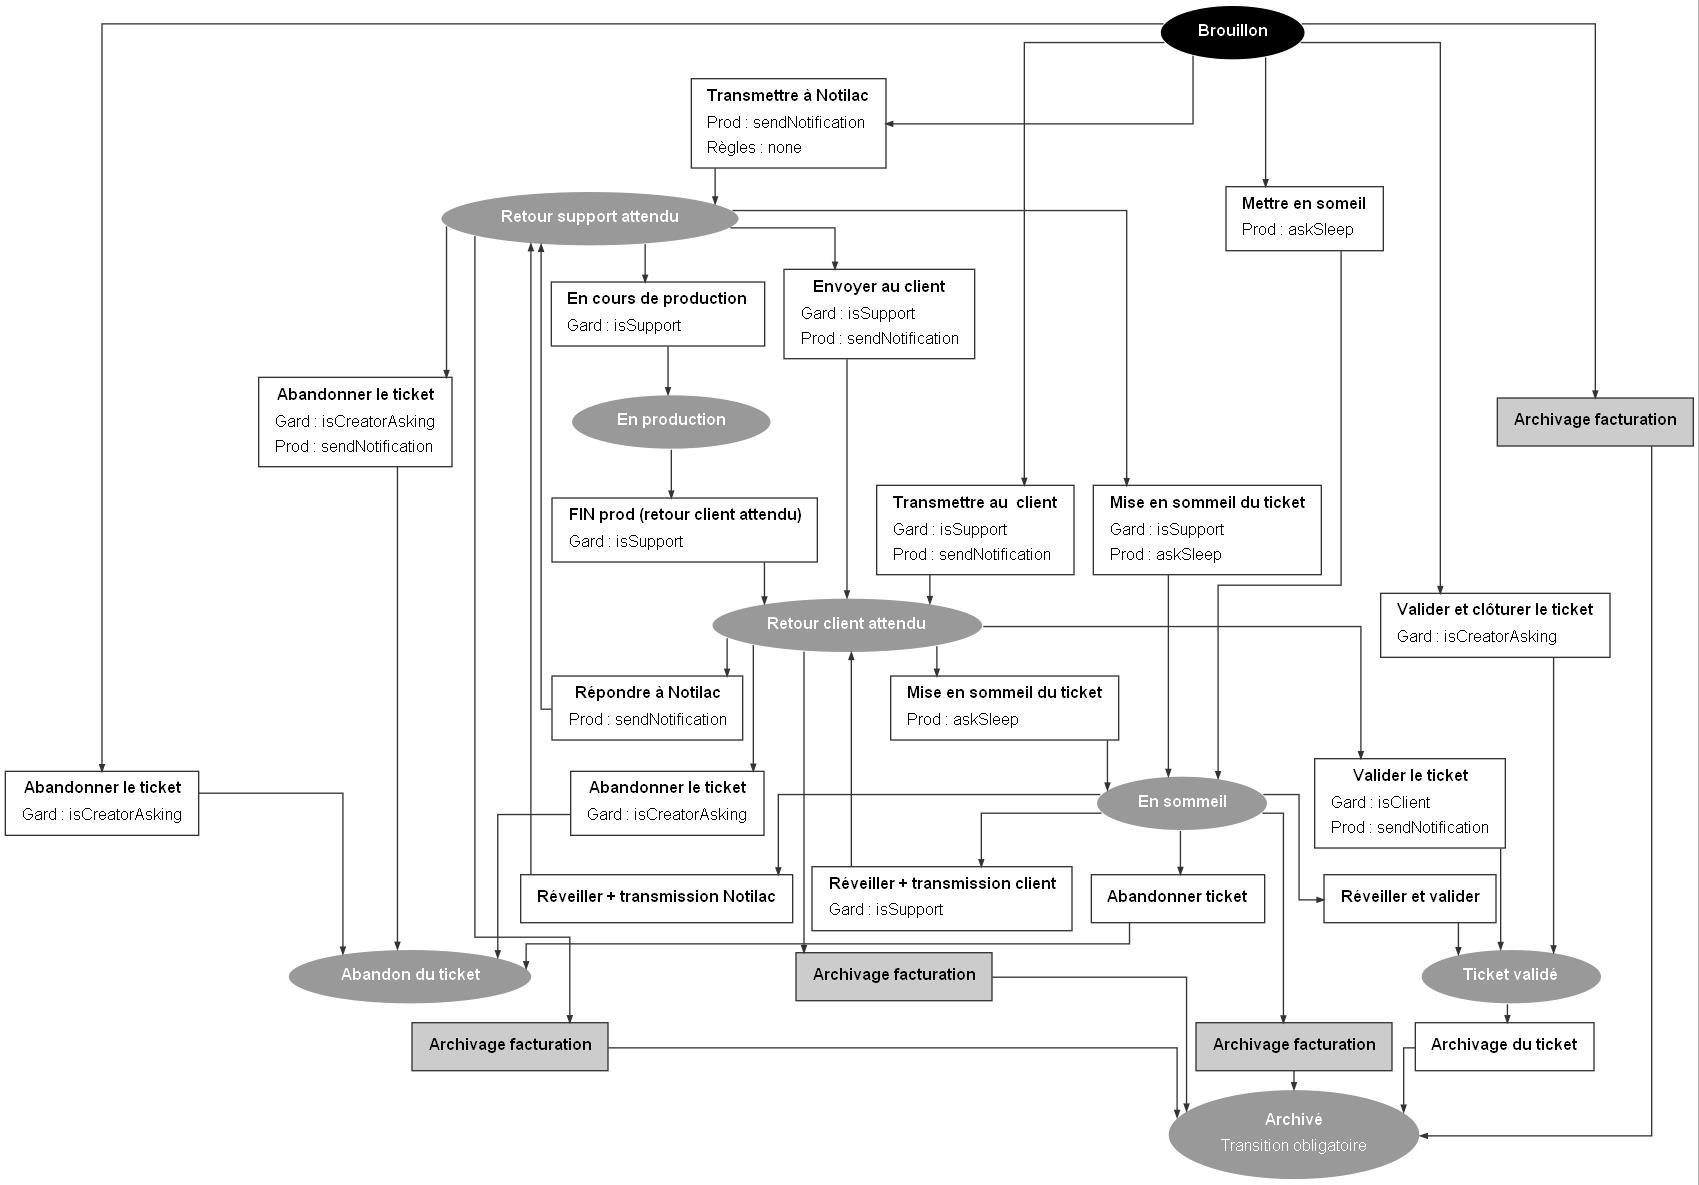 Brouillon
Transmettre à Notilac
Prod : sendNotification
Règles : none
Mettre en someil
Prod : askSleep
Retour support attendu
En cours de production
Gard : isSupport
Envoyer au client
Gard : isSupport
Prod : sendNotification
Abandonner le ticket
Gard : isCreatorAsking
Prod : sendNotification
En production
Archivage facturation
FIN prod (retour client attendu)
Gard : isSupport
Transmettre au client
Gard : isSupport
Prod : sendNotification
Mise en sommeil du ticket
Gard : isSupport
Prod : askSleep
Valider et clôturer le ticket
Gard : isCreatorAsking
Retour client attendu
Répondre à Notilac
Prod : sendNotification
Mise en sommeil du ticket
Prod : askSleep
Abandonner le ticket
Gard : isCreatorAsking
Abandonner le ticket
Gard : isCreatorAsking
En sommeil
Valider le ticket
Gard : isClient
Prod : sendNotification
Réveiller + transmission Notilac
Réveiller + transmission client
Gard : isSupport
Abandonner ticket
Réveiller et valider
Abandon du ticket
Archivage facturation
Ticket validé
Archivage facturation
Archivage facturation
Archivage du ticket
Archivé
Transition obligatoire